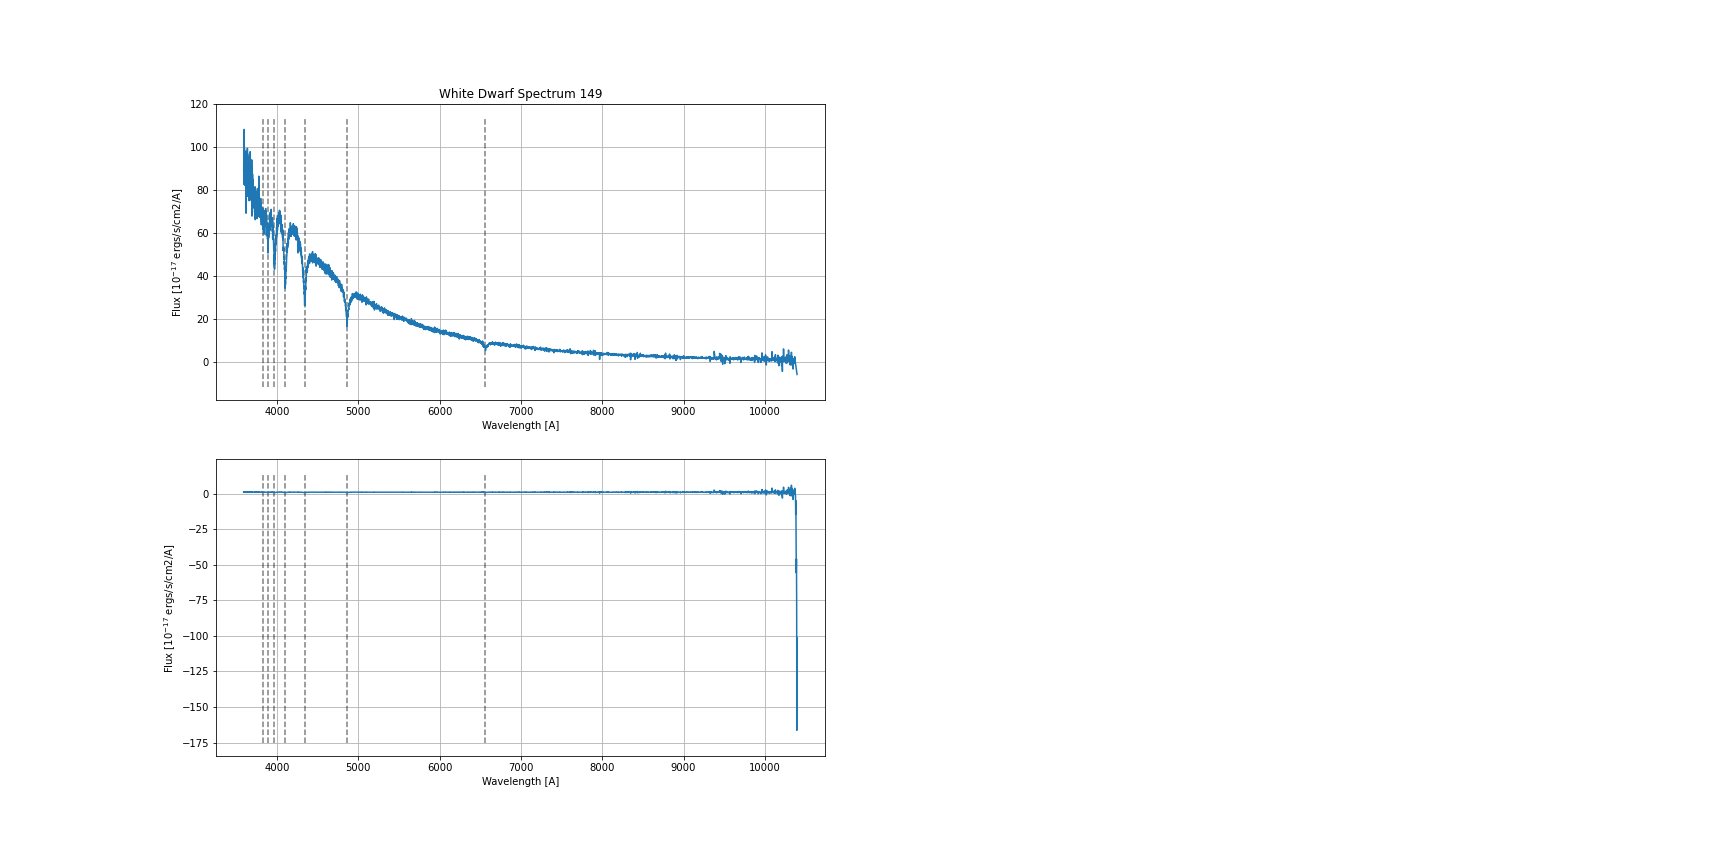 White Dwarf Spectrum 149
120
100
80
60
40
20
0
Flux [10⁻¹⁷ ergs/s/cm2/A]
4000 5000 6000 7000 8000 9000 10000
Wavelength [A]
0
−25
−50
−75
−100
−125
−150
−175
Flux [10⁻¹⁷ ergs/s/cm2/A]
4000 5000 6000 7000 8000 9000 10000
Wavelength [A]